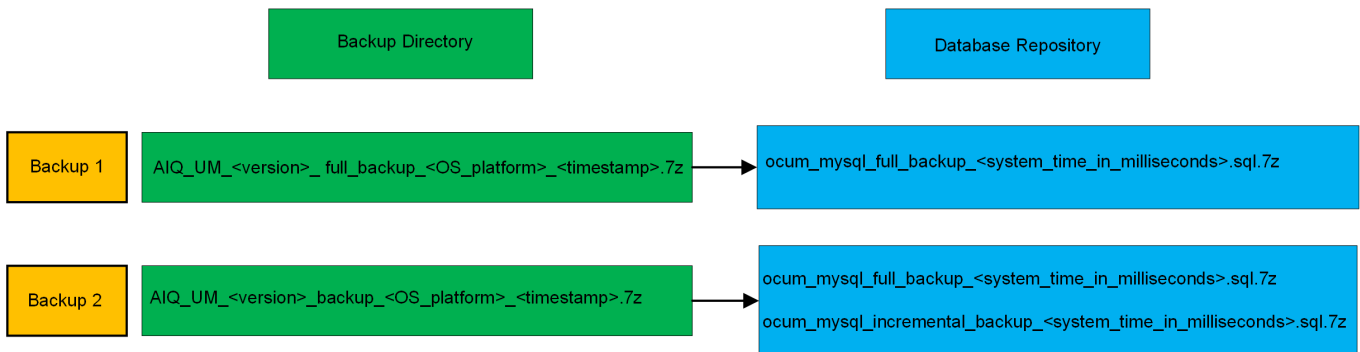 Backup Directory
Database Repository
Backup 1
AIQ_UM_<version>_ full_backup_<OS_platform>_<timestamp>.7z
ocum_mysql_full_backup_<system_time_in_milliseconds>.sql.7z
Backup 2
AIQ_UM_<version>_backup_<OS_platform>_<timestamp>.7z
ocum_mysql_full_backup_<system_time_in_milliseconds>.sql.7z
ocum_mysql_incremental_backup_<system_time_in_milliseconds>.sql.7z